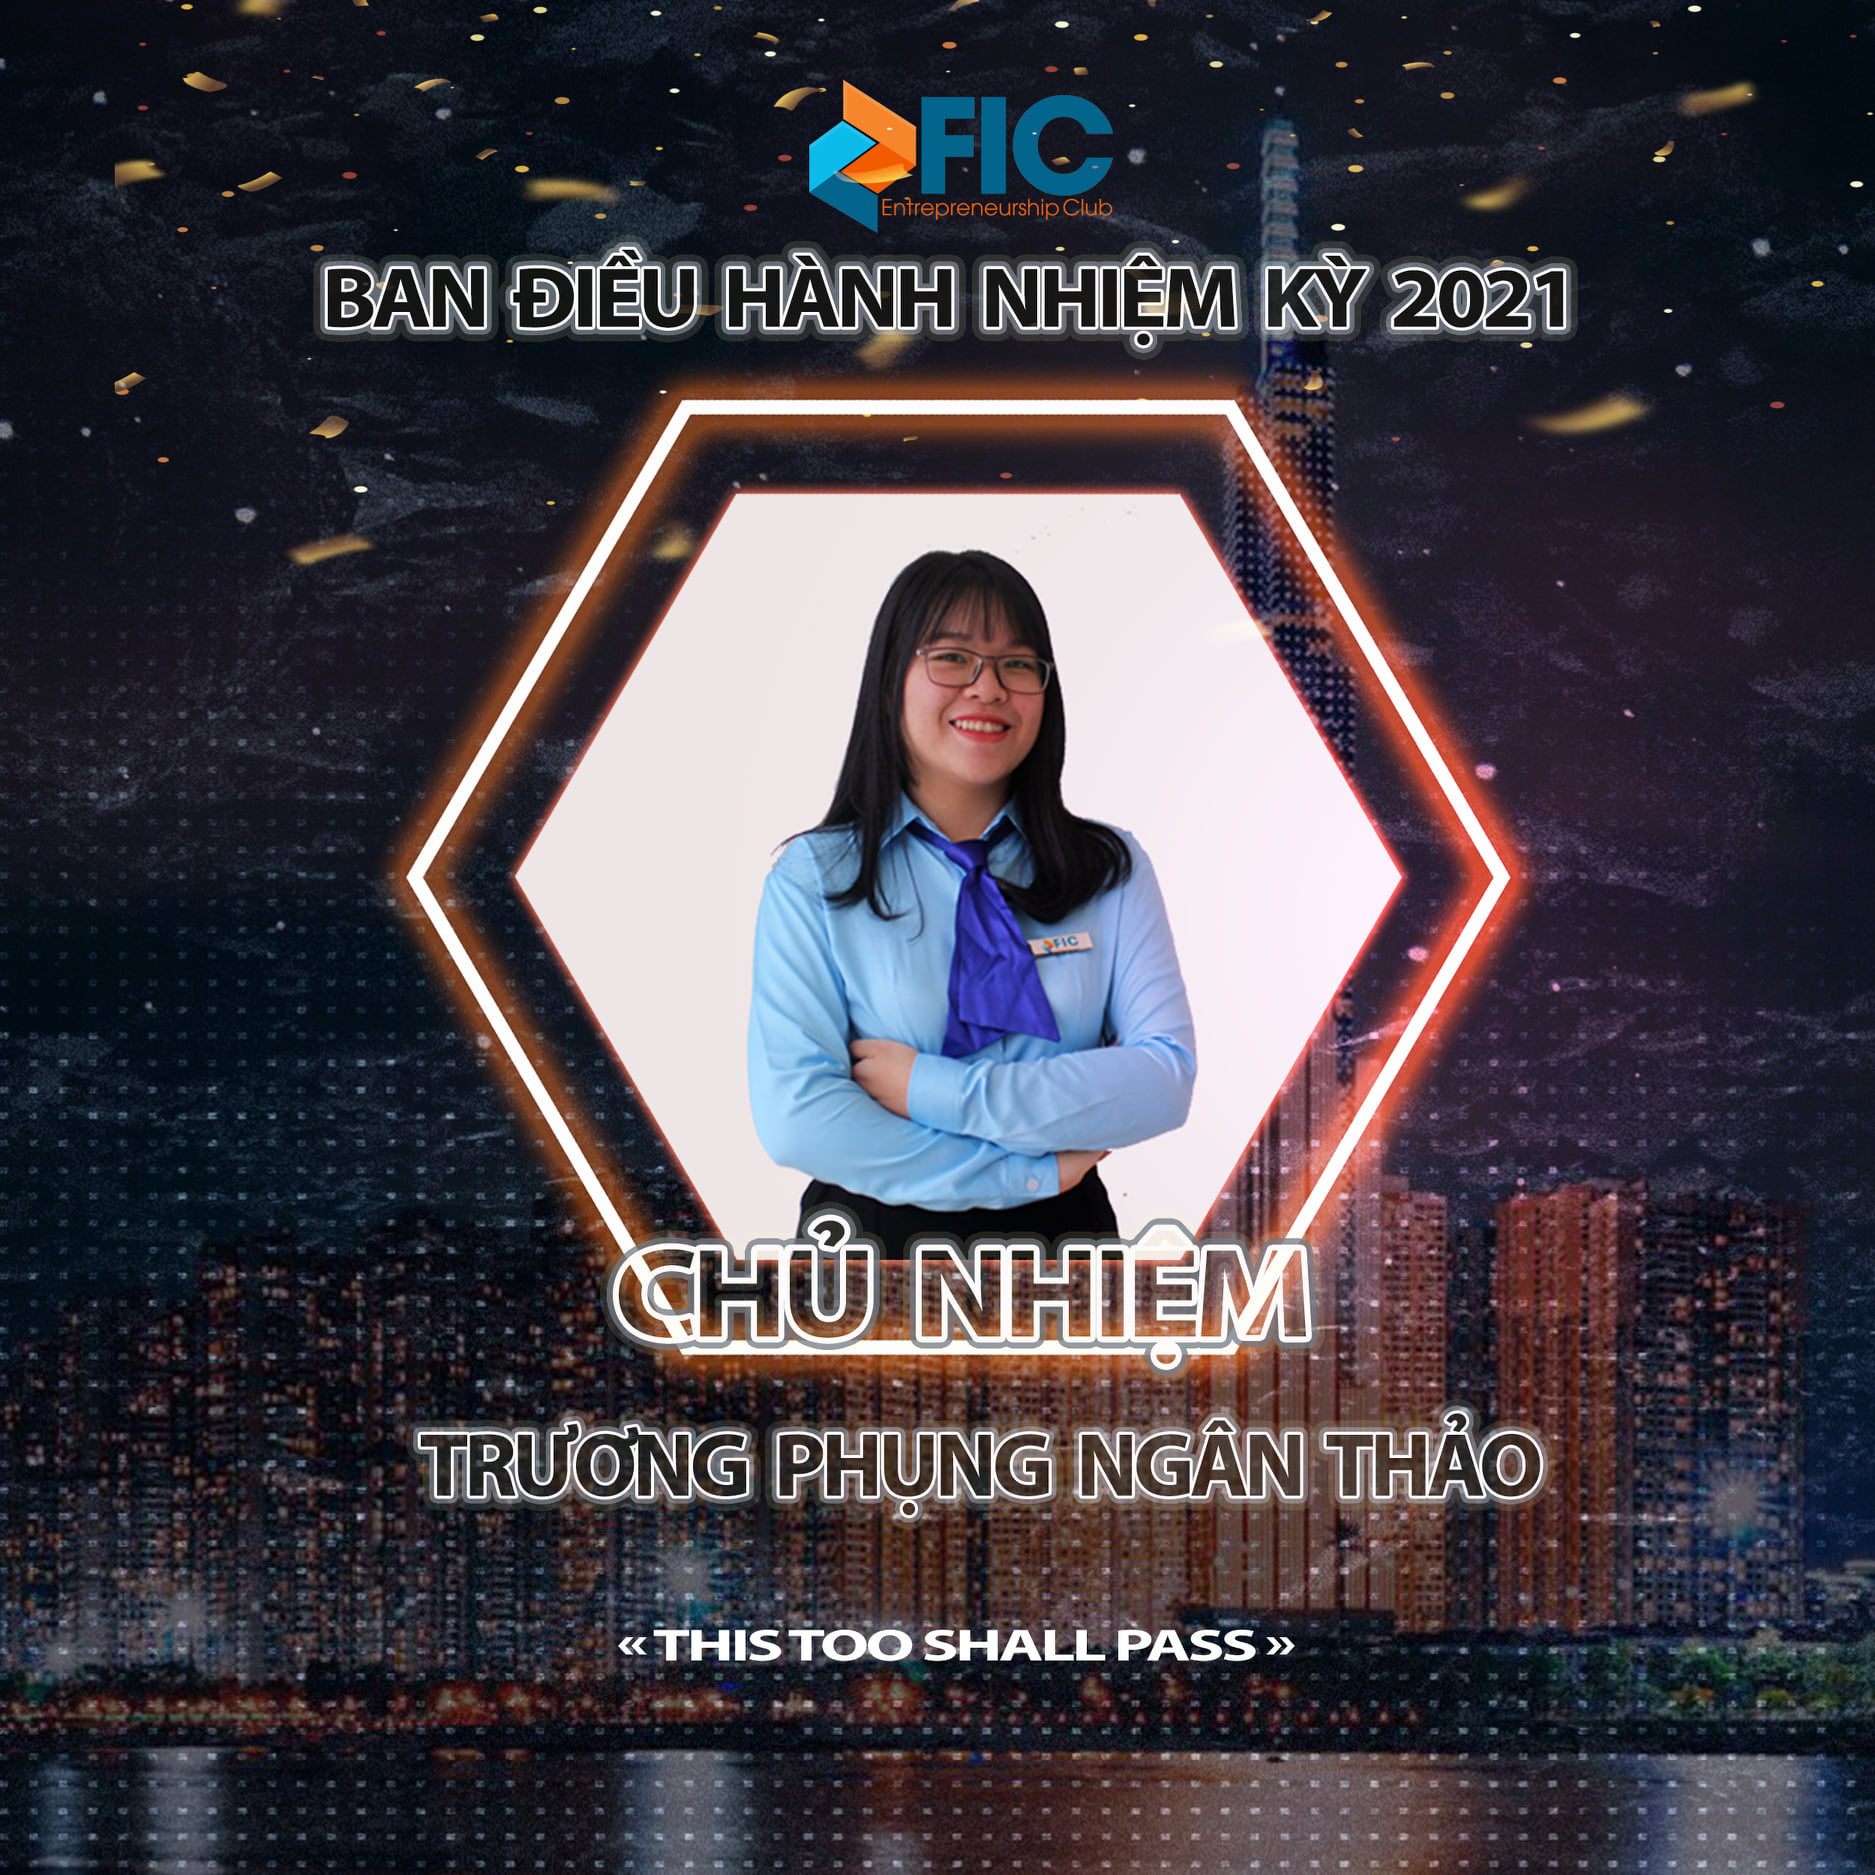 FIC
Entrepreneurship Club
BAN ĐIỀU HÀNH NHIỆM KỲ 2021
FIC
CHỦ NHIỆM
TRƯƠNG PHỤNG NGÂN THẢO
« THIS TOO SHALL PASS »